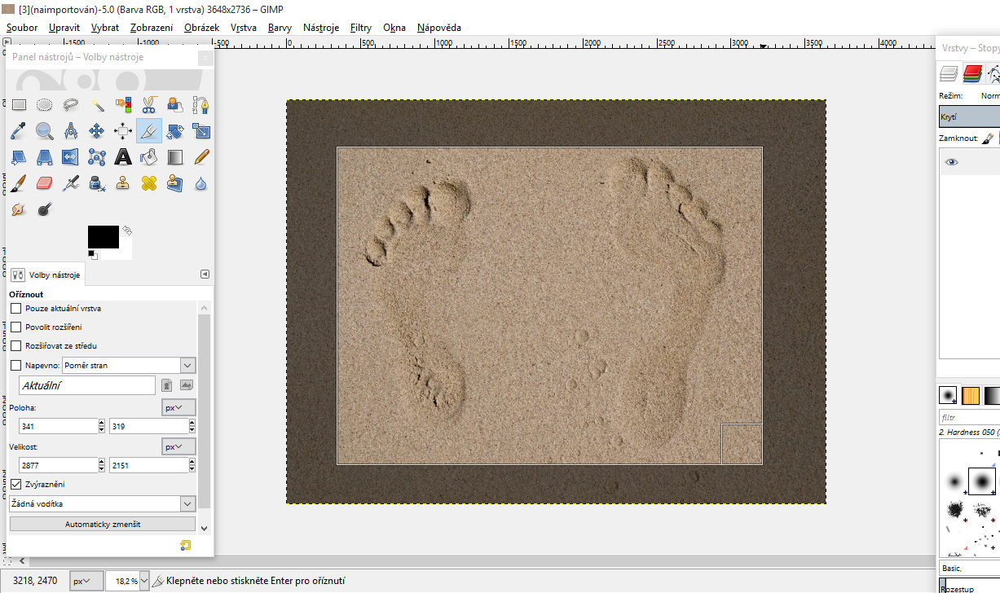 [3](naimportován)-5.0 (Barva RGB, 1 vrstva) 3648x2736 – GIMP
Soubor Upravit Vybrat Zobrazení Obrázek Vrstva Barvy Nástroje Filtry Okna Nápověda
-1500 -1000 -500 0 500 1000 1500 2000 2500 3000 3500 4000
Panel nástrojů – Volby nástroje
Volby nástroje
Oříznout
Pouze aktuální vrstva
Povolit rozšíření
Rozšiřovat ze středu
Napevno: Poměr stran
Aktuální
Poloha: px
341 319
Velikost: px
2877 2151
Zvýraznění
Žádná vodítka
Automaticky zmenšit
3218, 2470 px 18,2 % Klepněte nebo stiskněte Enter pro oříznutí
Vrstvy – Stopy
Režim: Norm
Krytí
Zamknout:
filtr
2. Hardness 050 (
Basic,
Rozestup